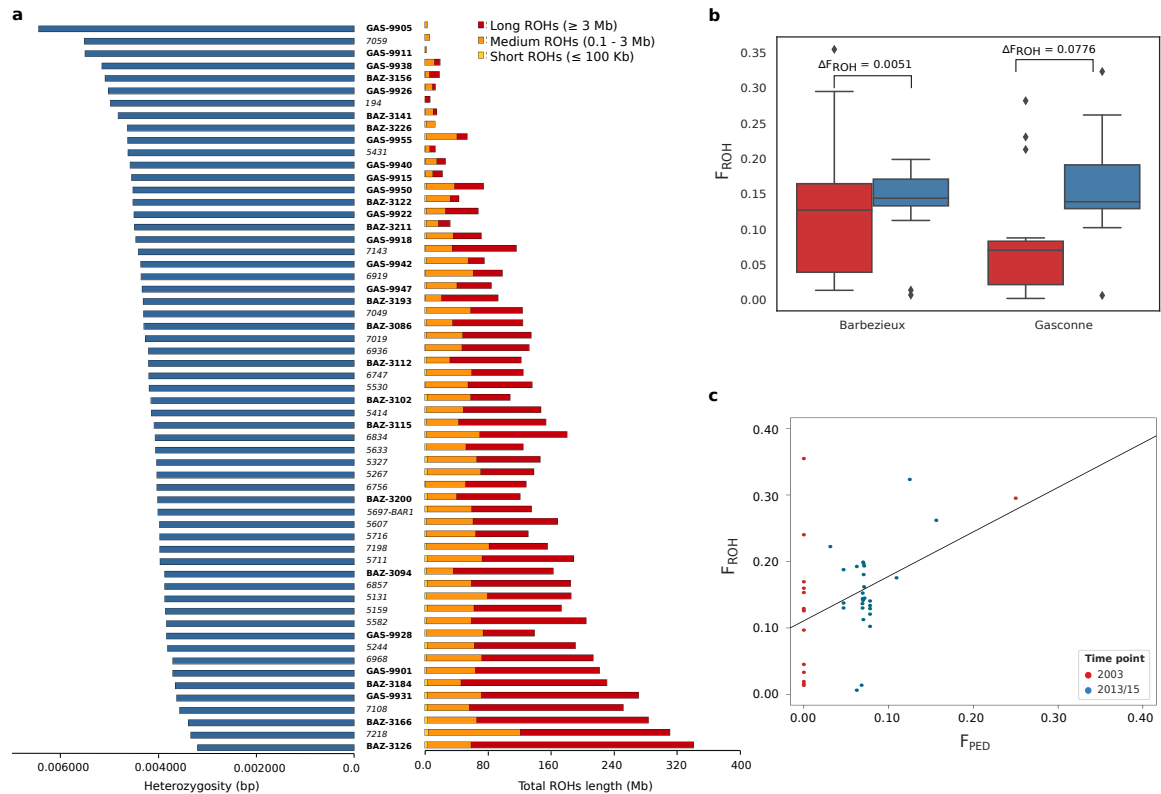 a
Long ROHs (≥ 3 Mb)
Medium ROHs (0.1 - 3 Mb)
Short ROHs (≤ 100 Kb)
GAS-9905
7059
GAS-9911
GAS-9938
BAZ-3156
GAS-9926
194
BAZ-3141
BAZ-3226
GAS-9955
5431
GAS-9940
GAS-9915
GAS-9950
BAZ-3122
GAS-9922
BAZ-3211
GAS-9918
7143
GAS-9942
6919
GAS-9947
BAZ-3193
7049
BAZ-3086
7019
6936
BAZ-3112
6747
5530
BAZ-3102
5414
BAZ-3115
6834
5633
5327
5267
6756
BAZ-3200
5697-BAR1
5607
5716
7198
5711
BAZ-3094
6857
5131
5159
5582
GAS-9928
5244
6968
GAS-9901
BAZ-3184
GAS-9931
7108
BAZ-3166
7218
BAZ-3126
0.006000 0.004000 0.002000 0.0
Heterozygosity (bp)
0.0 80 160 240 320 400
Total ROHs length (Mb)
b
ΔFROH = 0.0051
ΔFROH = 0.0776
0.35
0.30
0.25
0.20
0.15
0.10
0.05
0.00
FROH
Barbezieux Gasconne
c
0.40
0.30
0.20
0.10
0.00
FROH
Time point
2003
2013/15
0.00 0.10 0.20 0.30 0.40
FPED